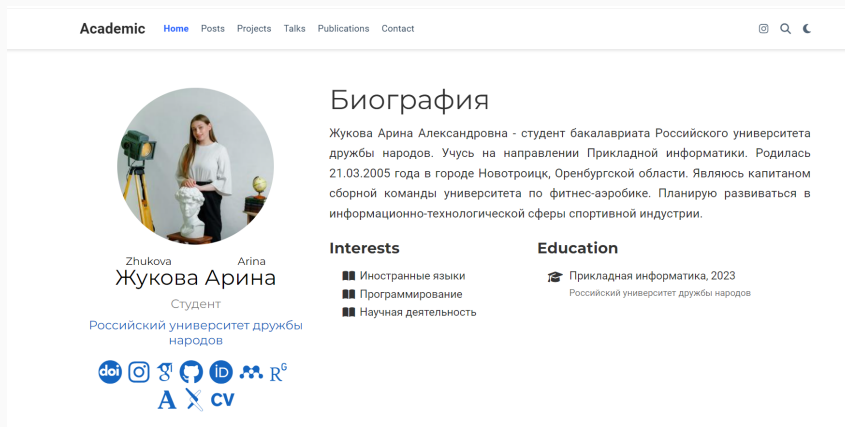 Academic Home Posts Projects Talks Publications Contact
Биография
Жукова Арина Александровна - студент бакалавриата Российского университета
дружбы народов. Учусь на направлении Прикладной информатики. Родилась
21.03.2005 года в городе Новотроицк, Оренбургской области. Являюсь капитаном
сборной команды университета по фитнес-аэробике. Планирую развиваться в
информационно-технологической сферы спортивной индустрии.
Zhukova Arina
Жукова Арина
Студент
Российский университет дружбы
народов
doi iD R G
A CV
Interests
Иностранные языки
Программирование
Научная деятельность
Education
Прикладная информатика, 2023
Российский университет дружбы народов